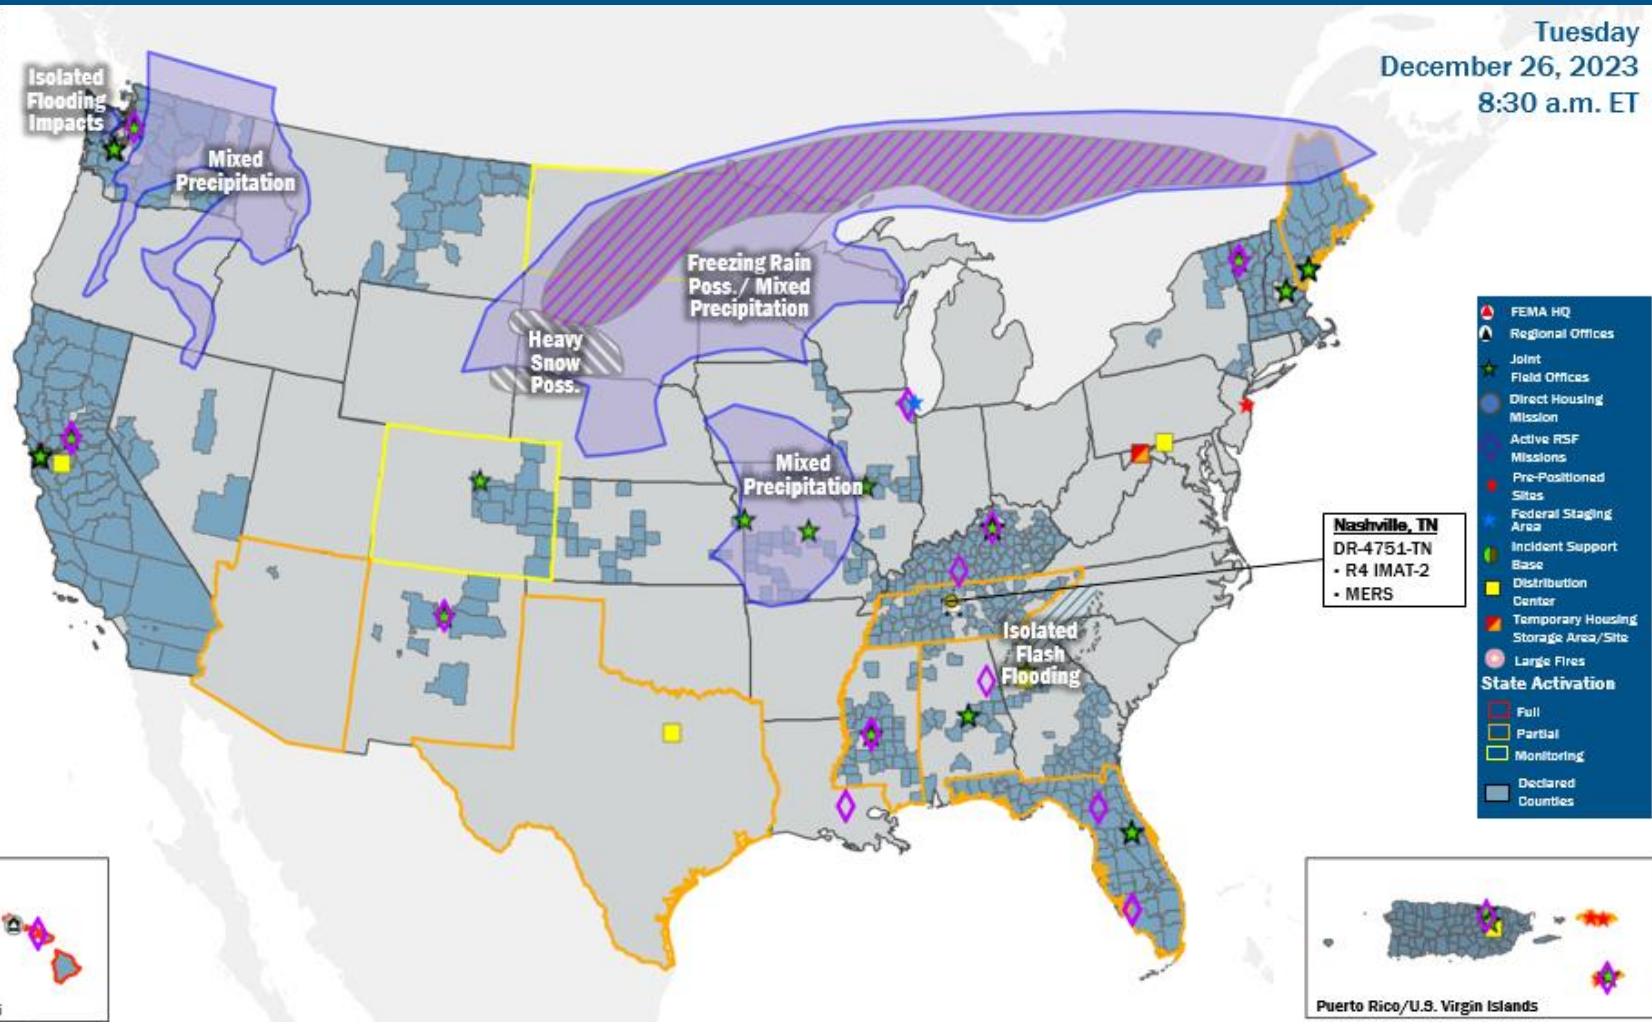 Tuesday
December 26, 2023
8:30 a.m. ET
Isolated
Flooding
Impacts
Mixed
Precipitation
Freezing Rain
Poss./ Mixed
Precipitation
Heavy
Snow
Poss.
Mixed
Precipitation
Isolated
Flash
Flooding
Nashville, TN
DR-4751-TN
• R4 IMAT-2
• MERS
FEMA HQ
Regional Offices
Joint
Field Offices
Direct Housing
Mission
Active RSF
Missions
Pre-Positioned
Sites
Federal Staging
Area
Incident Support
Base
Distribution
Center
Temporary Housing
Storage Area/Site
Large Fires
State Activation
Full
Partial
Monitoring
Declared
Counties
Puerto Rico/U.S. Virgin Islands